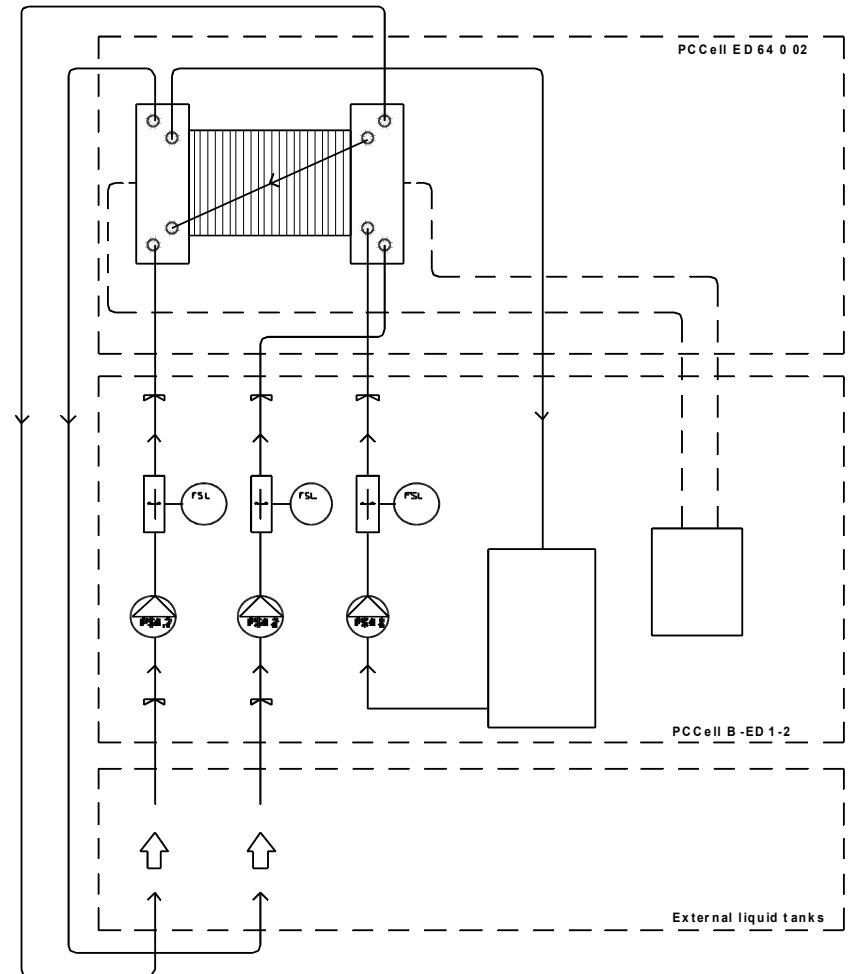 PCCell ED 64 0 02
FSL
FSL
FSL
PCCell B-ED 1-2
External liquid tanks